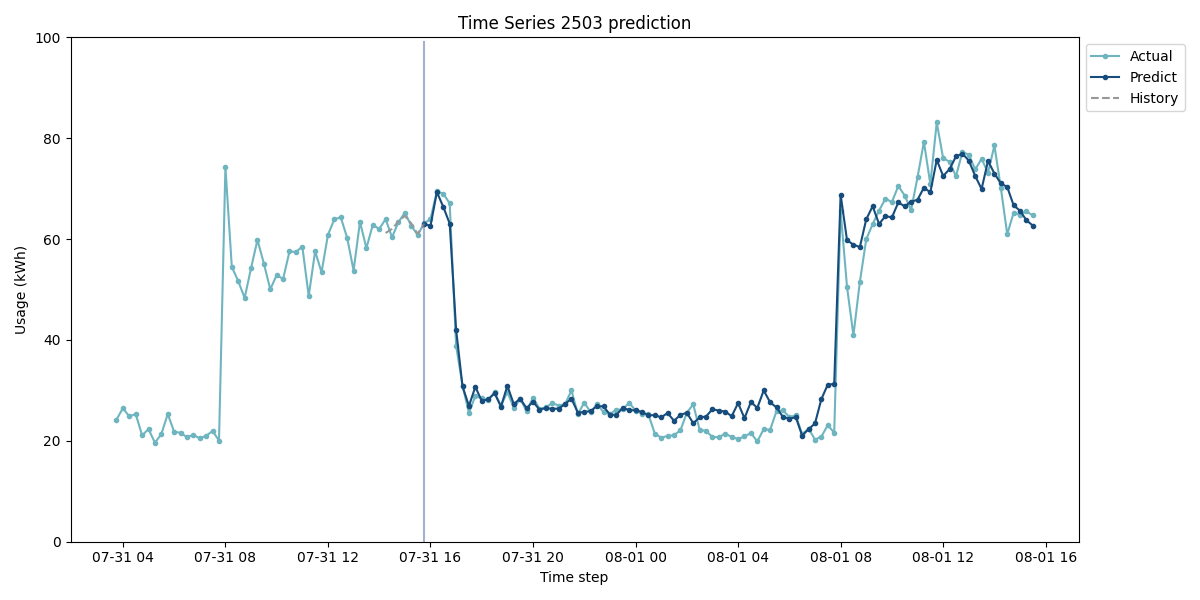 Time Series 2503 prediction
100
80
60
40
20
0
Usage (kWh)
07-31 04
07-31 08
07-31 12
07-31 16
07-31 20
08-01 00
08-01 04
08-01 08
08-01 12
08-01 16
Time step
Actual
Predict
History